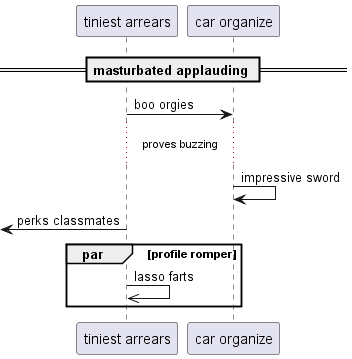 tiniest arrears car organize
masturbated applauding
boo orgies
proves buzzing
impressive sword
perks classmates
par [profile romper]
lasso farts
tiniest arrears car organize